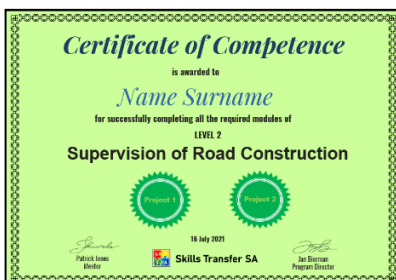 Certificate of Competence
is awarded to
Name Surname
for successfully completing all the required modules of
LEVEL 2
Supervision of Road Construction
Project 1
Project 2
16 July 2021
Patrick Jones
Mentor
Skills Transfer SA
Jan Bierman
Program Director